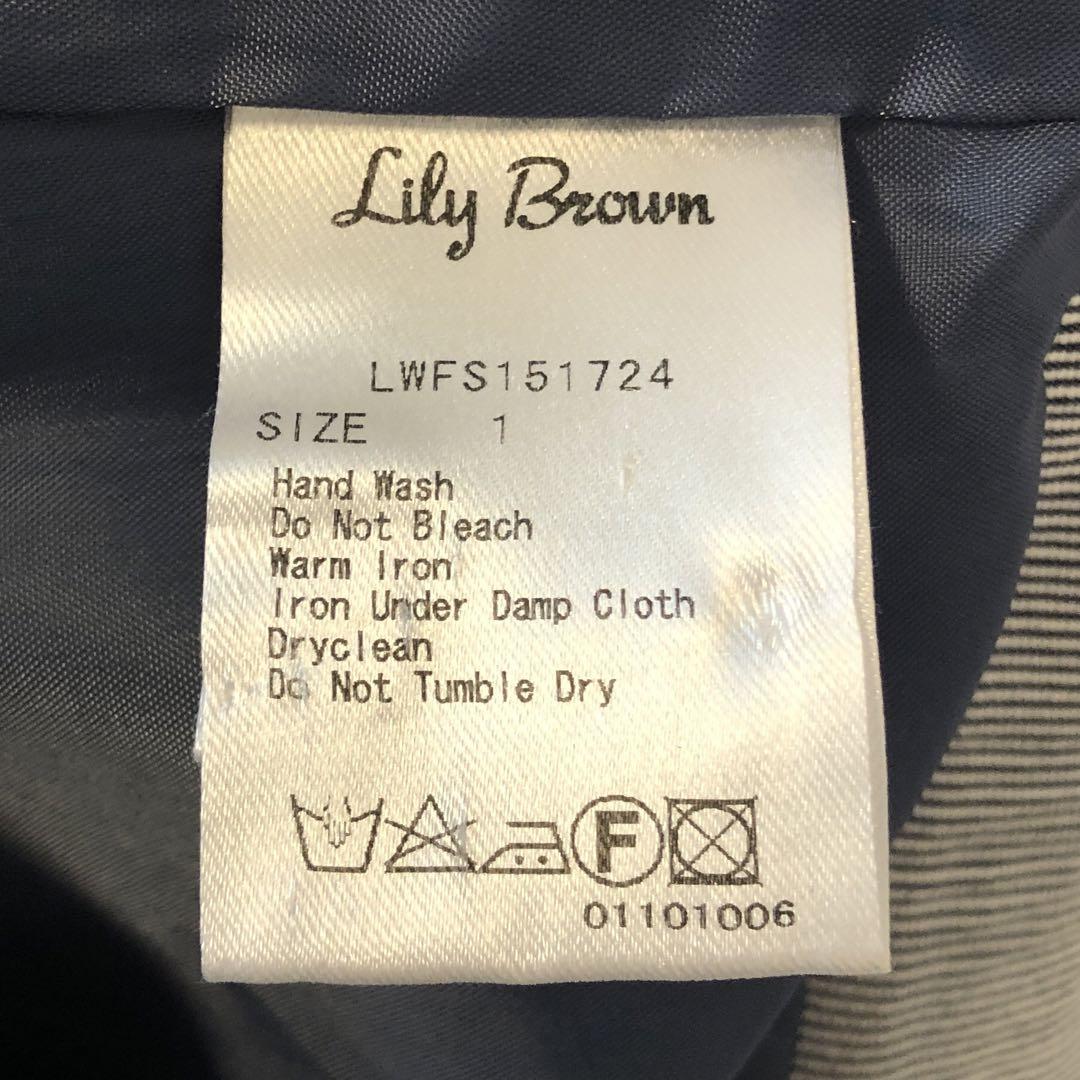 Lily Brown
LWFS151724
SIZE 1
Hand Wash
Do Not Bleach
Warm Iron
Iron Under Damp Cloth
Dryclean
Do Not Tumble Dry
F
01101006